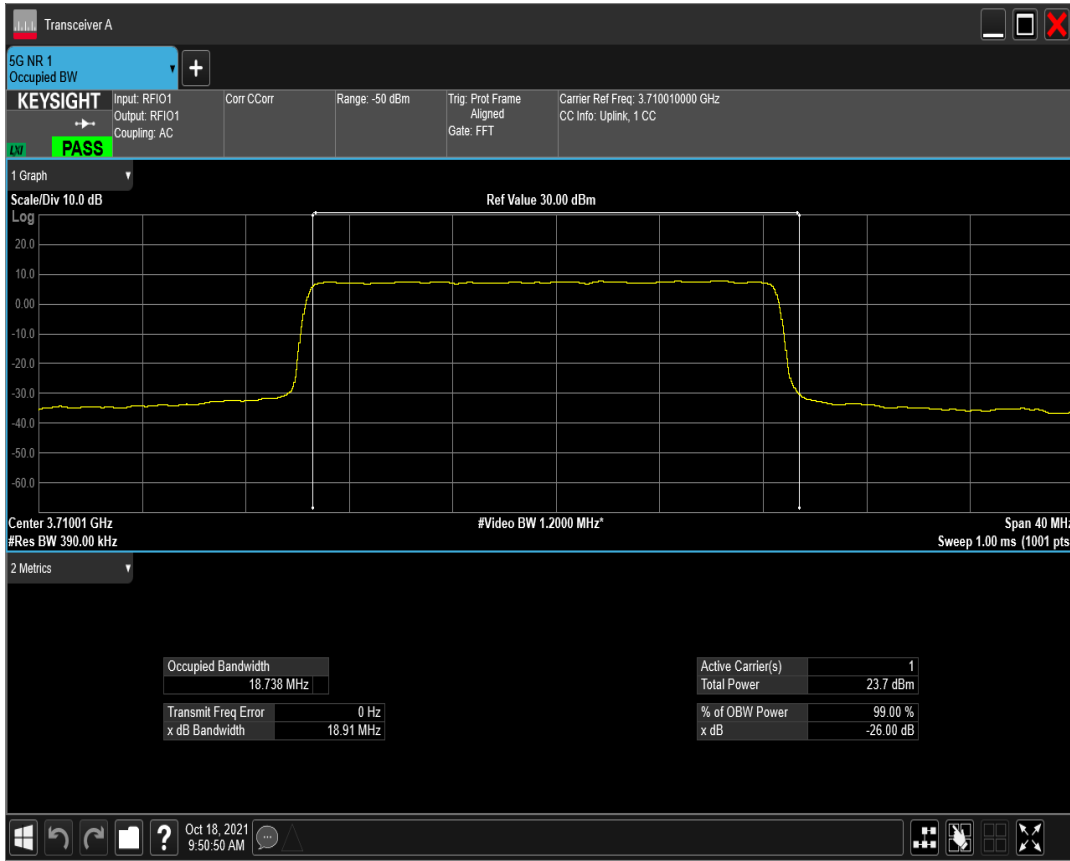 Transceiver A
5G NR 1
Occupied BW
+
KEYSIGHT
Input: RFIO1
Output: RFIO1
Coupling: AC
LXI
PASS
Corr CCorr
Range: -50 dBm
Trig: Prot Frame
Aligned
Gate: FFT
Carrier Ref Freq: 3.710010000 GHz
CC Info: Uplink, 1 CC
1 Graph
Scale/Div 10.0 dB
Ref Value 30.00 dBm
Log
20.0
10.0
0.00
-10.0
-20.0
-30.0
-40.0
-50.0
-60.0
Center 3.71001 GHz
#Video BW 1.2000 MHz*
Span 40 MHz
#Res BW 390.00 kHz
Sweep 1.00 ms (1001 pts
2 Metrics
Occupied Bandwidth
18.738 MHz
Transmit Freq Error 0 Hz
x dB Bandwidth 18.91 MHz
Active Carrier(s) 1
Total Power 23.7 dBm
% of OBW Power 99.00 %
x dB -26.00 dB
?
Oct 18, 2021
9:50:50 AM